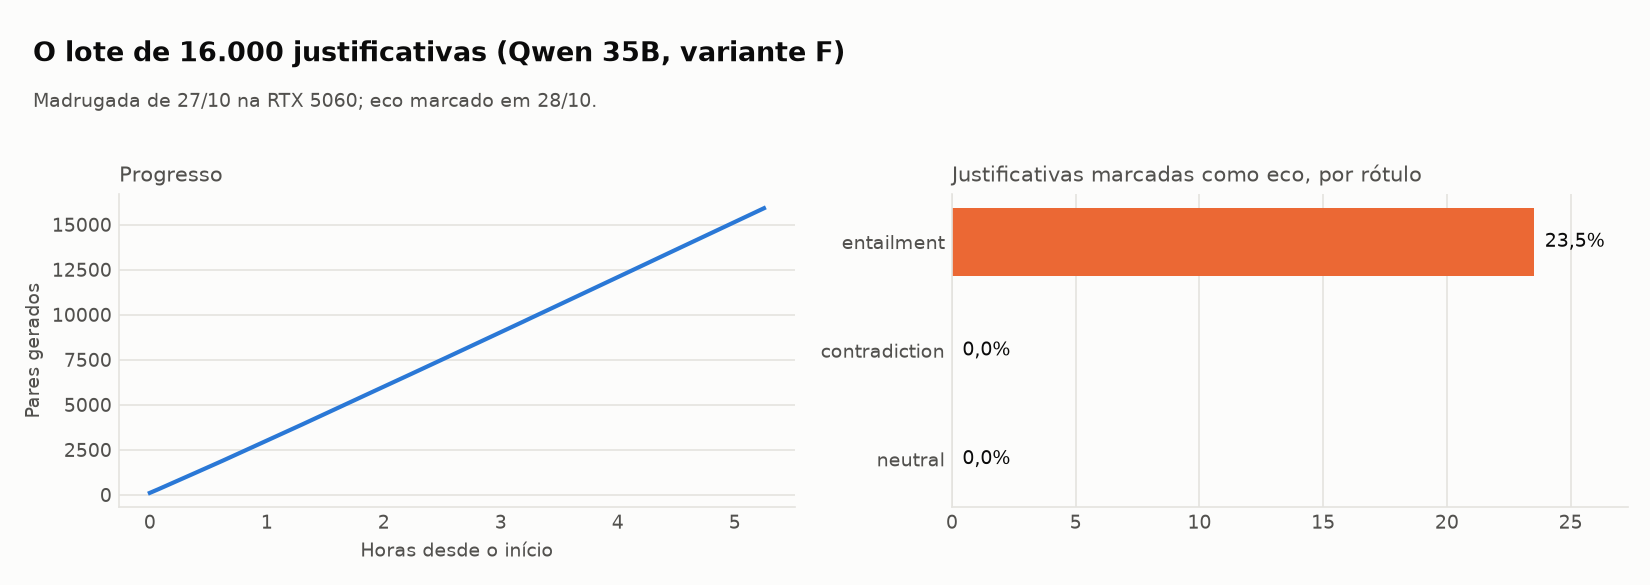 O lote de 16.000 justificativas (Qwen 35B, variante F)
Madrugada de 27/10 na RTX 5060; eco marcado em 28/10.
Progresso
Pares gerados
15000
12500
10000
7500
5000
2500
0
0 1 2 3 4 5
Horas desde o início
Justificativas marcadas como eco, por rótulo
entailment 23,5%
contradiction 0,0%
neutral 0,0%
0 5 10 15 20 25